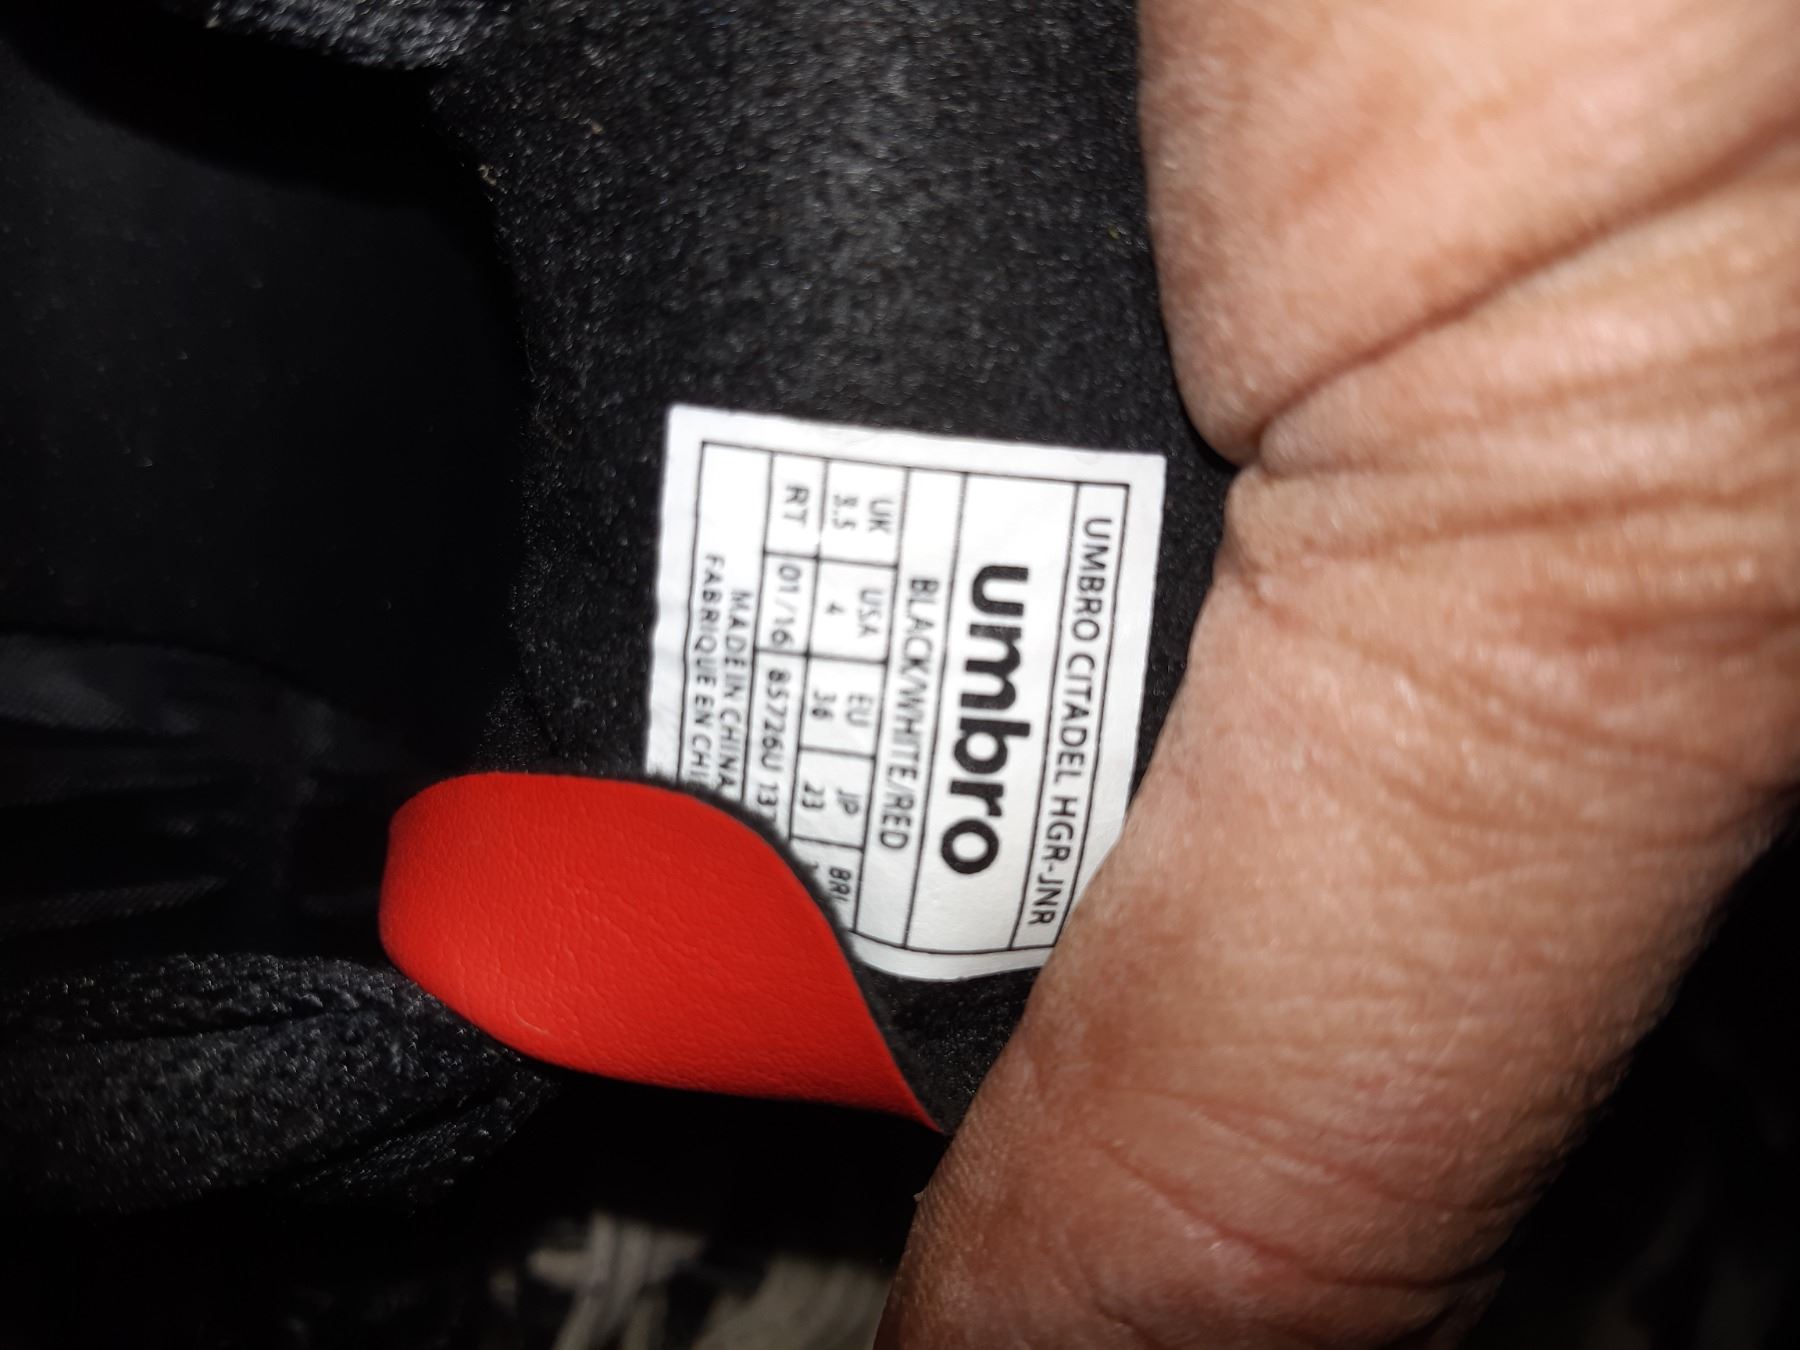 UMBRO CITADEL HGR-JNR
umbro
BLACK/WHITE/RED
UK USA EU JP
3.5 4 36 23
RT 01/16 85726U
MADE IN CHINA
FABRIQUE EN